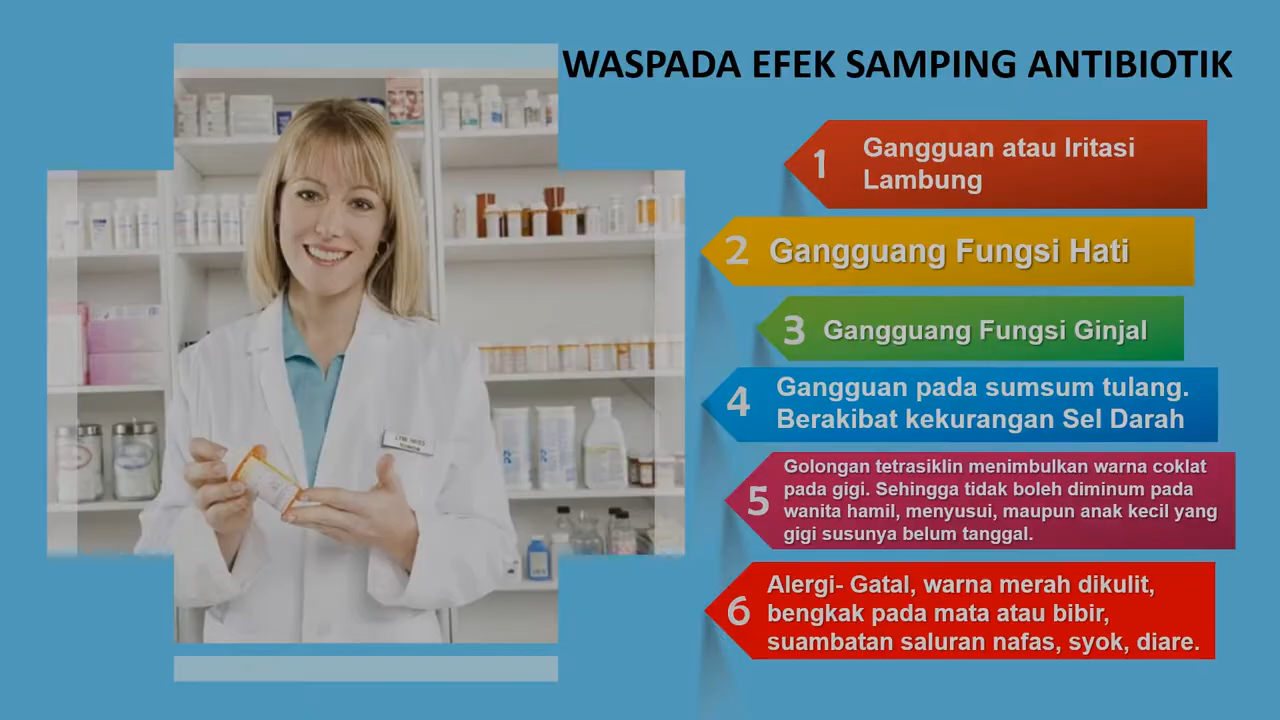 WASPADA EFEK SAMPING ANTIBIOTIK
1
Gangguan atau Iritasi
Lambung
2
Gangguang Fungsi Hati
3
Gangguang Fungsi Ginjal
4
Gangguan pada sumsum tulang.
Berakibat kekurangan Sel Darah
5
Golongan tetrasiklin menimbulkan warna coklat
pada gigi. Sehingga tidak boleh diminum pada
wanita hamil, menyusui, maupun anak kecil yang
gigi susunya belum tanggal.
6
Alergi- Gatal, warna merah dikulit,
bengkak pada mata atau bibir,
suambatan saluran nafas, syok, diare.